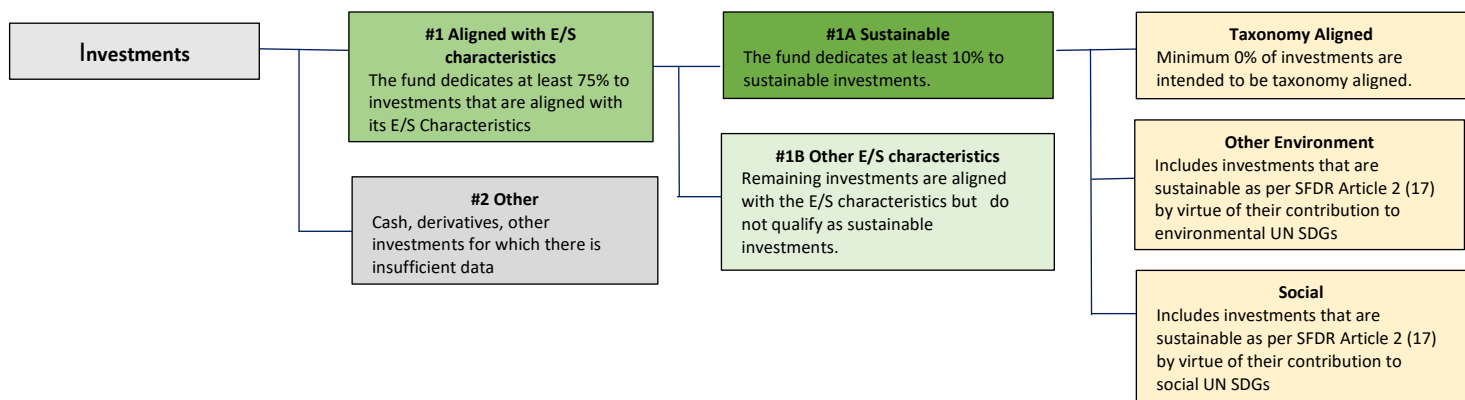 Investments
#1 Aligned with E/S
characteristics
The fund dedicates at least 75% to
investments that are aligned with
its E/S Characteristics
#2 Other
Cash, derivatives, other
investments for which there is
insufficient data
#1A Sustainable
The fund dedicates at least 10% to
sustainable investments.
#1B Other E/S characteristics
Remaining investments are aligned
with the E/S characteristics but do
not qualify as sustainable
investments.
Taxonomy Aligned
Minimum 0% of investments are
intended to be taxonomy aligned.
Other Environment
Includes investments that are
sustainable as per SFDR Article 2 (17)
by virtue of their contribution to
environmental UN SDGs
Social
Includes investments that are
sustainable as per SFDR Article 2 (17)
by virtue of their contribution to
social UN SDGs